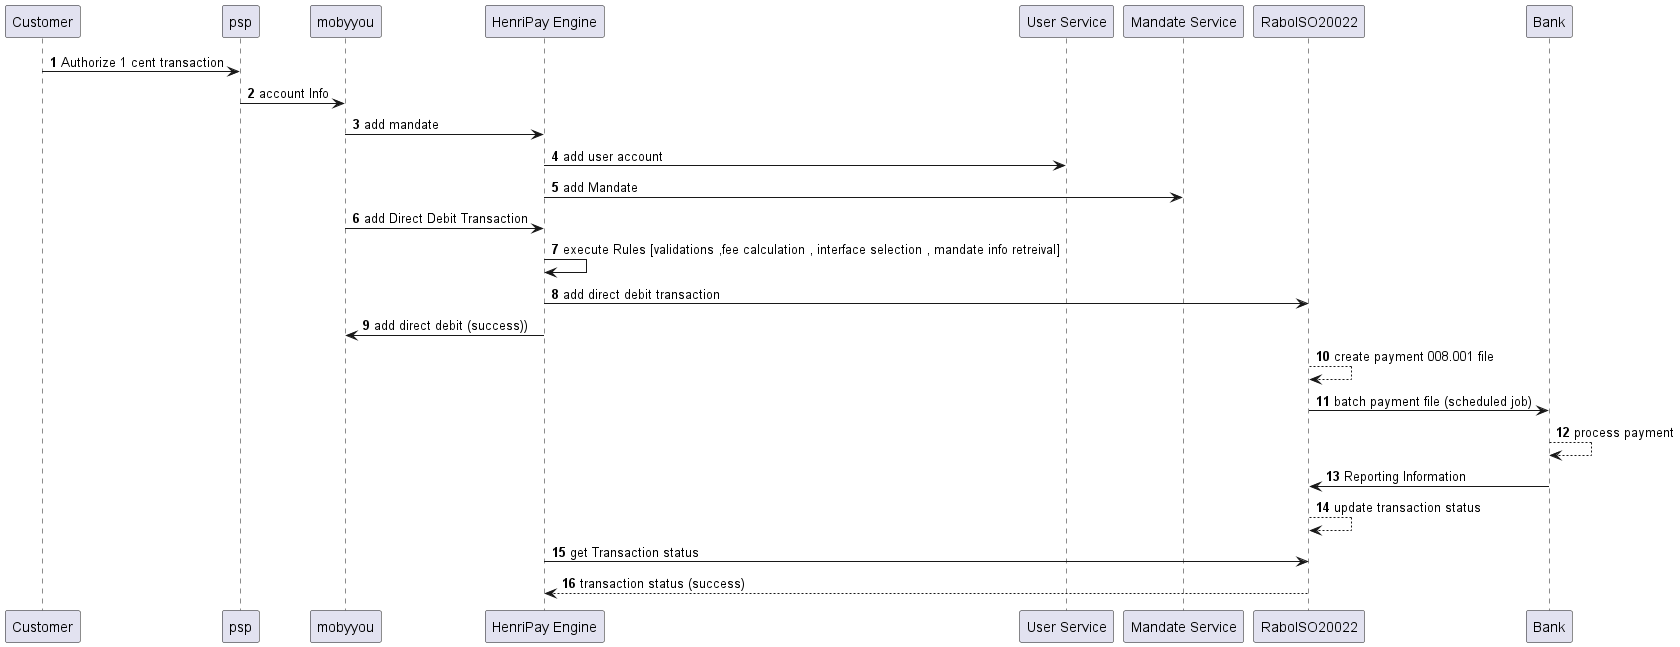 Customer psp mobyyou HenriPay Engine User Service Mandate Service RaboISO20022 Bank
1 Authorize 1 cent transaction
2 account Info
3 add mandate
4 add user account
5 add Mandate
6 add Direct Debit Transaction
7 execute Rules [validations ,fee calculation , interface selection , mandate info retreival]
8 add direct debit transaction
9 add direct debit (success))
10 create payment 008.001 file
11 batch payment file (scheduled job)
12 process payment
13 Reporting Information
14 update transaction status
15 get Transaction status
16 transaction status (success)
Customer psp mobyyou HenriPay Engine User Service Mandate Service RaboISO20022 Bank